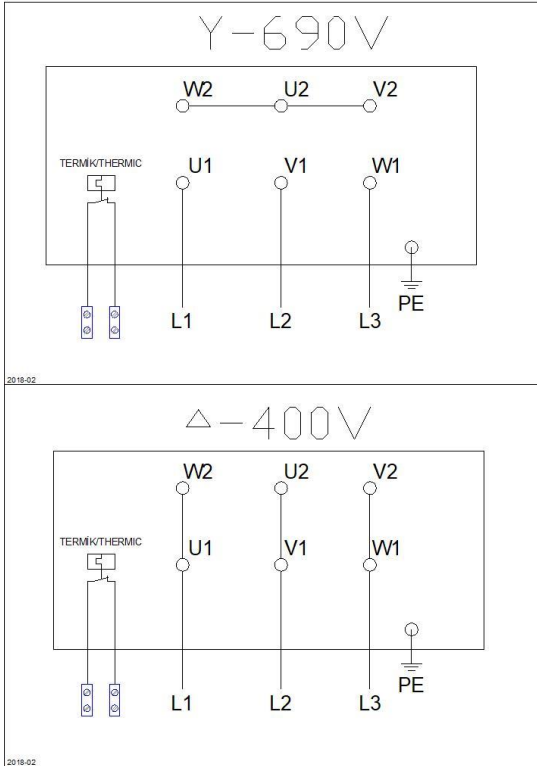 Y-690V
W2 U2 V2
TERMİK/THERMIC
U1 V1 W1
L1 L2 L3 PE
2018-02
△-400V
W2 U2 V2
TERMİK/THERMIC
U1 V1 W1
L1 L2 L3 PE
2018-02